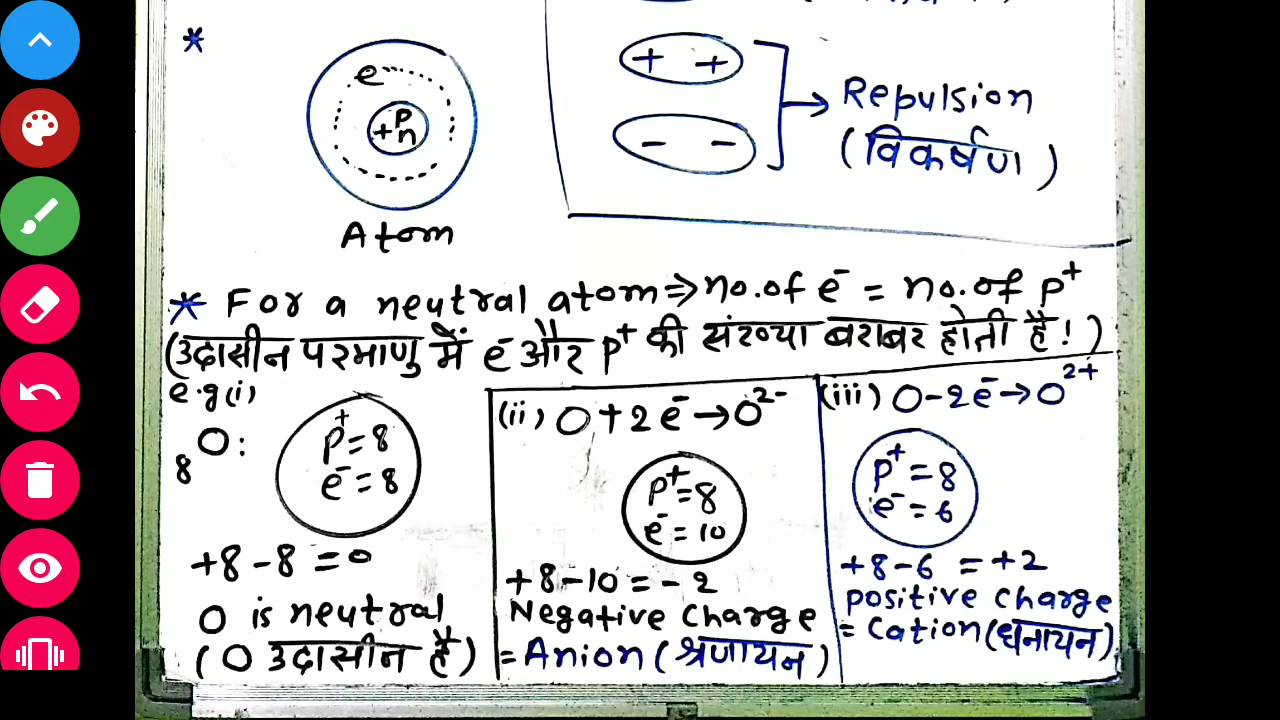 *
e
+ P
n
Atom
+ +
- -
Repulsion
(विकर्षण)
* For a neutral atom ⇒ no. of e⁻ = no. of p⁺
(उदासीन परमाणु में e⁻ और p⁺ की संख्या बराबर होती है! )
e.g(i)
₈O:
p⁺ = 8
e⁻ = 8
+8 - 8 = 0
O is neutral
(O उदासीन है)
(ii) O + 2e⁻ → O²⁻
p⁺ = 8
e⁻ = 10
+8 - 10 = - 2
Negative Charge
= Anion (श्रणायन)
(iii) O - 2e⁻ → O²⁺
p⁺ = 8
e⁻ = 6
+8 - 6 = +2
positive charge
= Cation (धनायन)